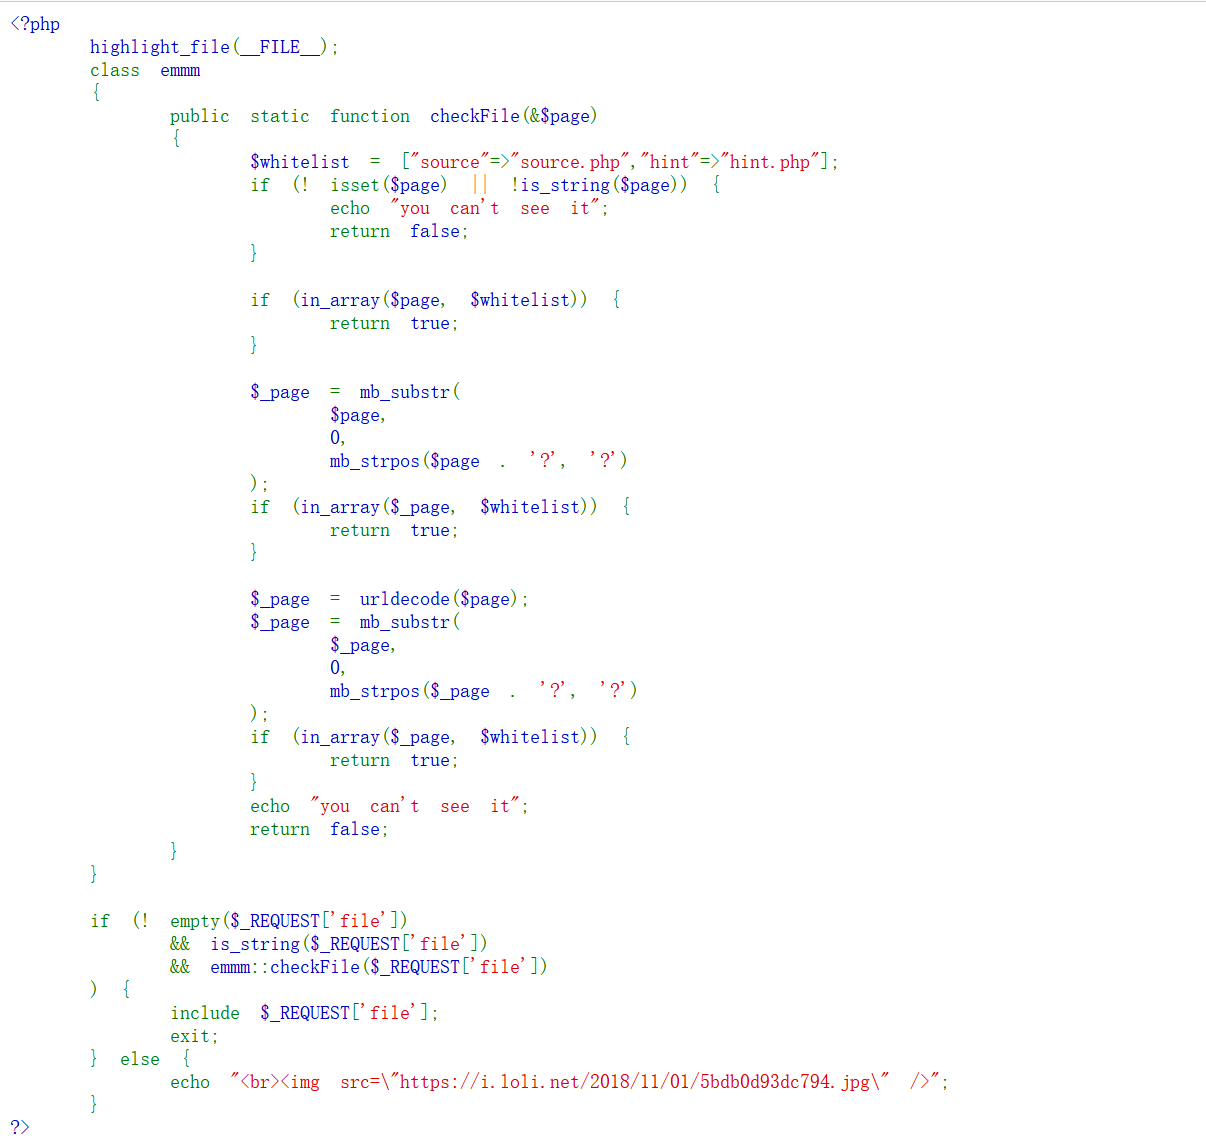 <?php
highlight_file(__FILE__);
class emmm
{
public static function checkFile(&$page)
{
$whitelist = ["source"=>"source.php","hint"=>"hint.php"];
if (! isset($page) || !is_string($page)) {
echo "you can't see it";
return false;
}
if (in_array($page, $whitelist)) {
return true;
}
$_page = mb_substr(
$page,
0,
mb_strpos($page . '?', '?')
);
if (in_array($_page, $whitelist)) {
return true;
}
$_page = urldecode($page);
$_page = mb_substr(
$_page,
0,
mb_strpos($_page . '?', '?')
);
if (in_array($_page, $whitelist)) {
return true;
}
echo "you can't see it";
return false;
}
}
if (! empty($_REQUEST['file'])
&& is_string($_REQUEST['file'])
&& emmm::checkFile($_REQUEST['file'])
) {
include $_REQUEST['file'];
exit;
} else {
echo "<br><img src=\"https://i.loli.net/2018/11/01/5bdb0d93dc794.jpg\" />";
}
?>